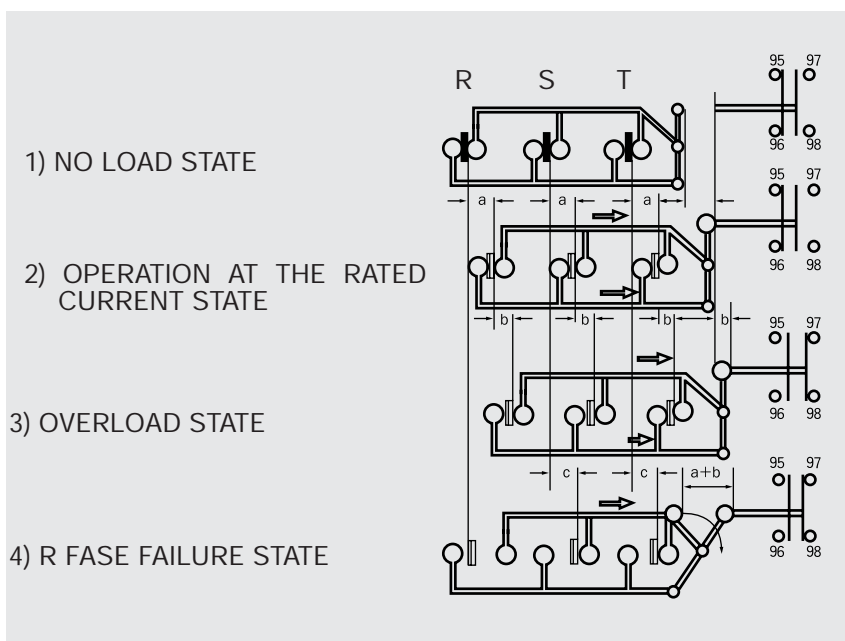 R S T
95 97
96 98
1) NO LOAD STATE
a a a
95 97
96 98
2) OPERATION AT THE RATED
CURRENT STATE
b b b b
95 97
96 98
3) OVERLOAD STATE
c c a+b
95 97
96 98
4) R FASE FAILURE STATE